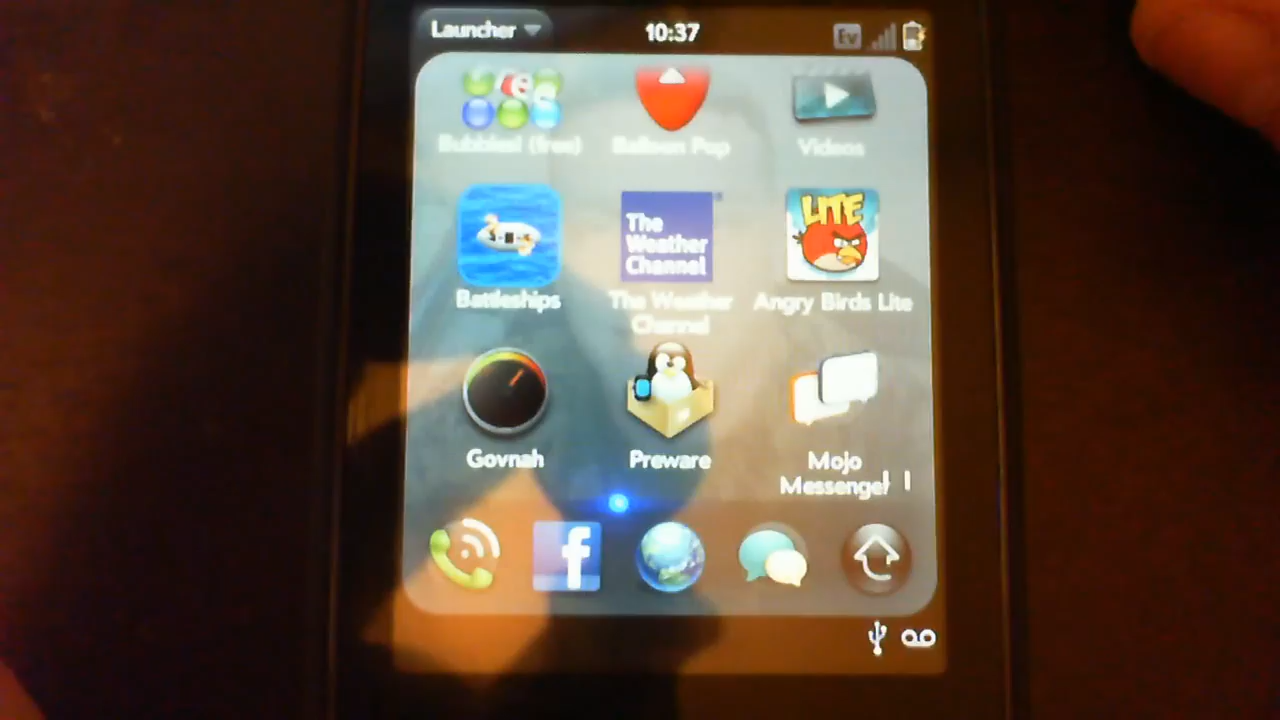 Launcher
10:37
Ev
Bubbles! (free)
Balloon Pop
Videos
The
Weather
Channel
LITE
Battleships
The Weather
Channel
Angry Birds Lite
Govnah
Preware
Mojo
Messenger
f